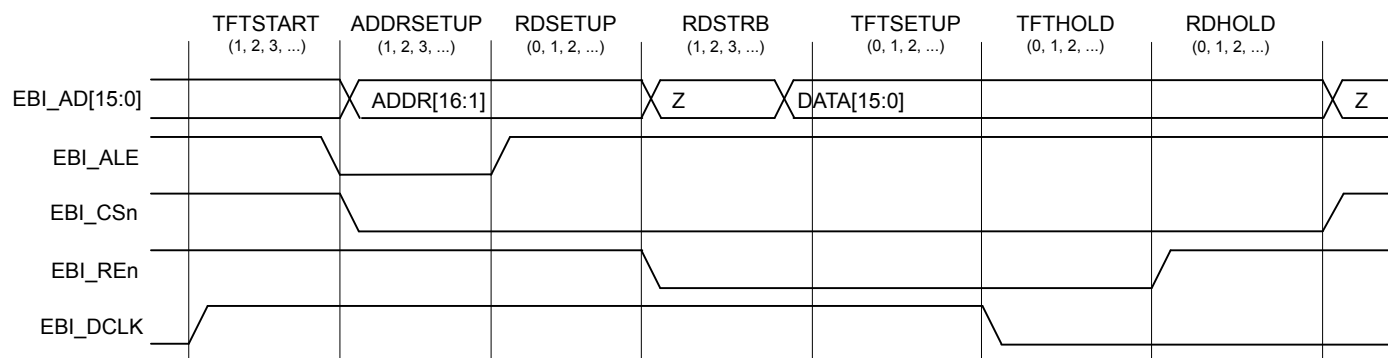 TFTSTART ADDRSETUP RDSETUP RDSTRB TFTSETUP TFTHOLD RDHOLD
(1, 2, 3, ...) (1, 2, 3, ...) (0, 1, 2, ...) (1, 2, 3, ...) (0, 1, 2, ...) (0, 1, 2, ...) (0, 1, 2, ...)
EBI_AD[15:0] ADDR[16:1] Z DATA[15:0] Z
EBI_ALE
EBI_CSn
EBI_REn
EBI_DCLK